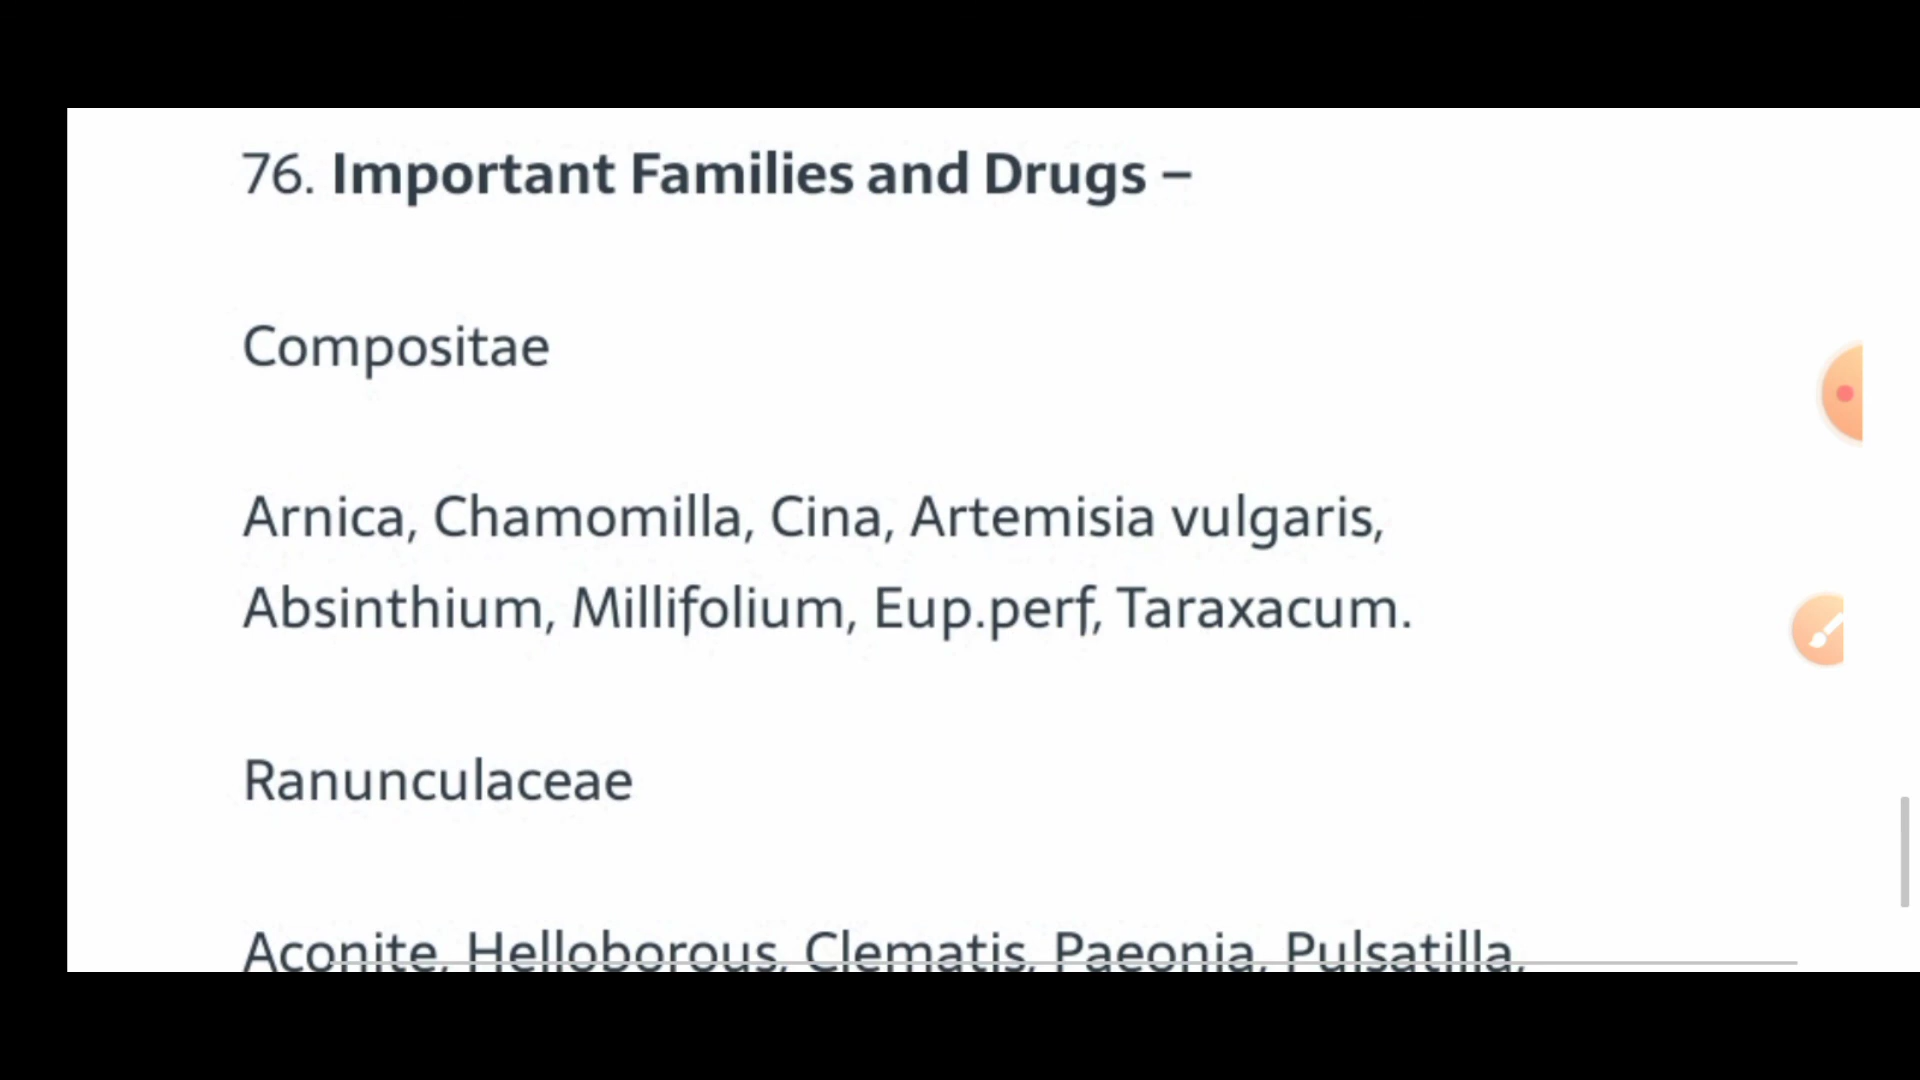 76. Important Families and Drugs –
Compositae
Arnica, Chamomilla, Cina, Artemisia vulgaris,
Absinthium, Millifolium, Eup.perf, Taraxacum.
Ranunculaceae
Aconite, Helloborous, Clematis, Paeonia, Pulsatilla,